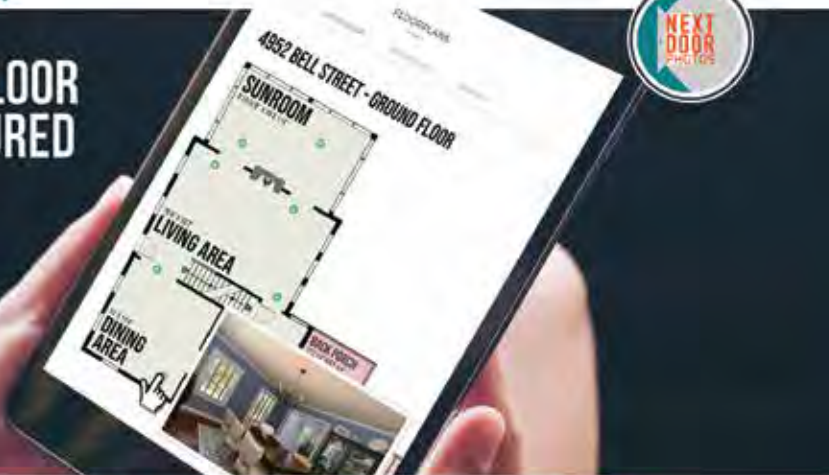 LOOR
URED
NEXT
DOOR
PHOTOS
FLOORPLANS
4952 BELL STREET - GROUND FLOOR
SUNROOM
LIVING AREA
DINING
AREA
BACK PORCH